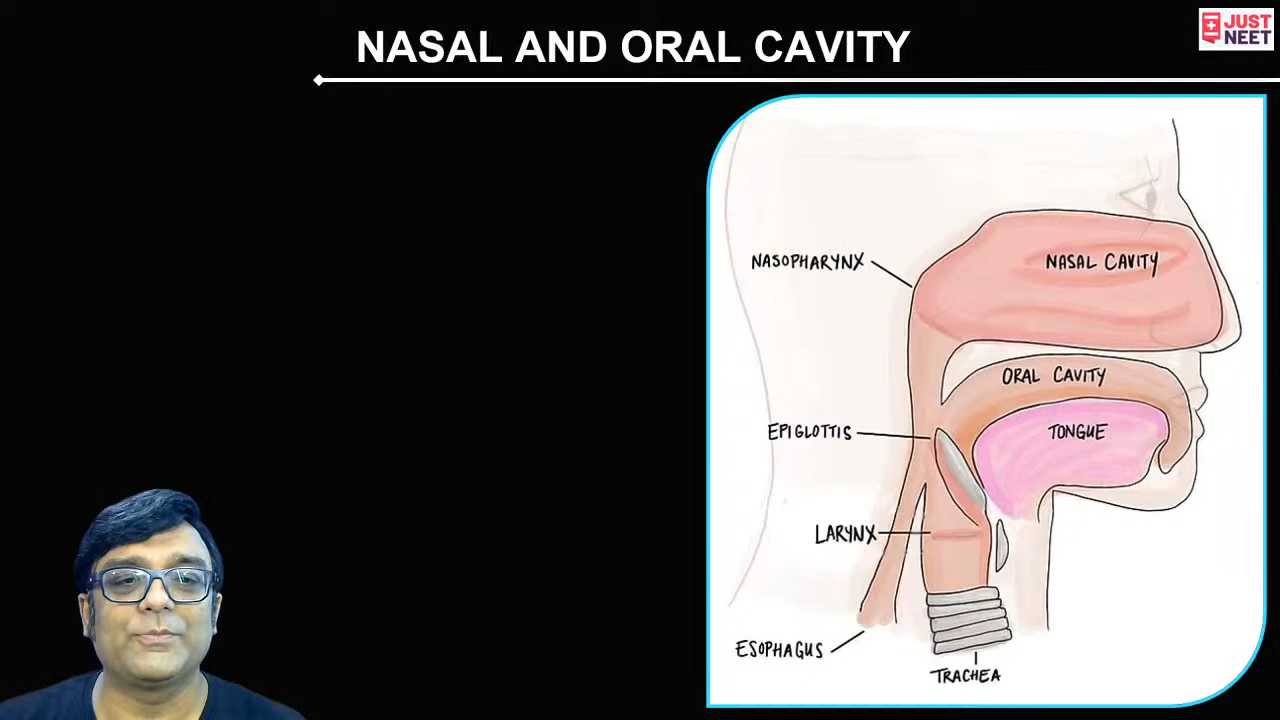 NASAL AND ORAL CAVITY
JUST
NEET
NASOPHARYNX
NASAL CAVITY
ORAL CAVITY
EPIGLOTTIS
TONGUE
LARYNX
ESOPHAGUS
TRACHEA